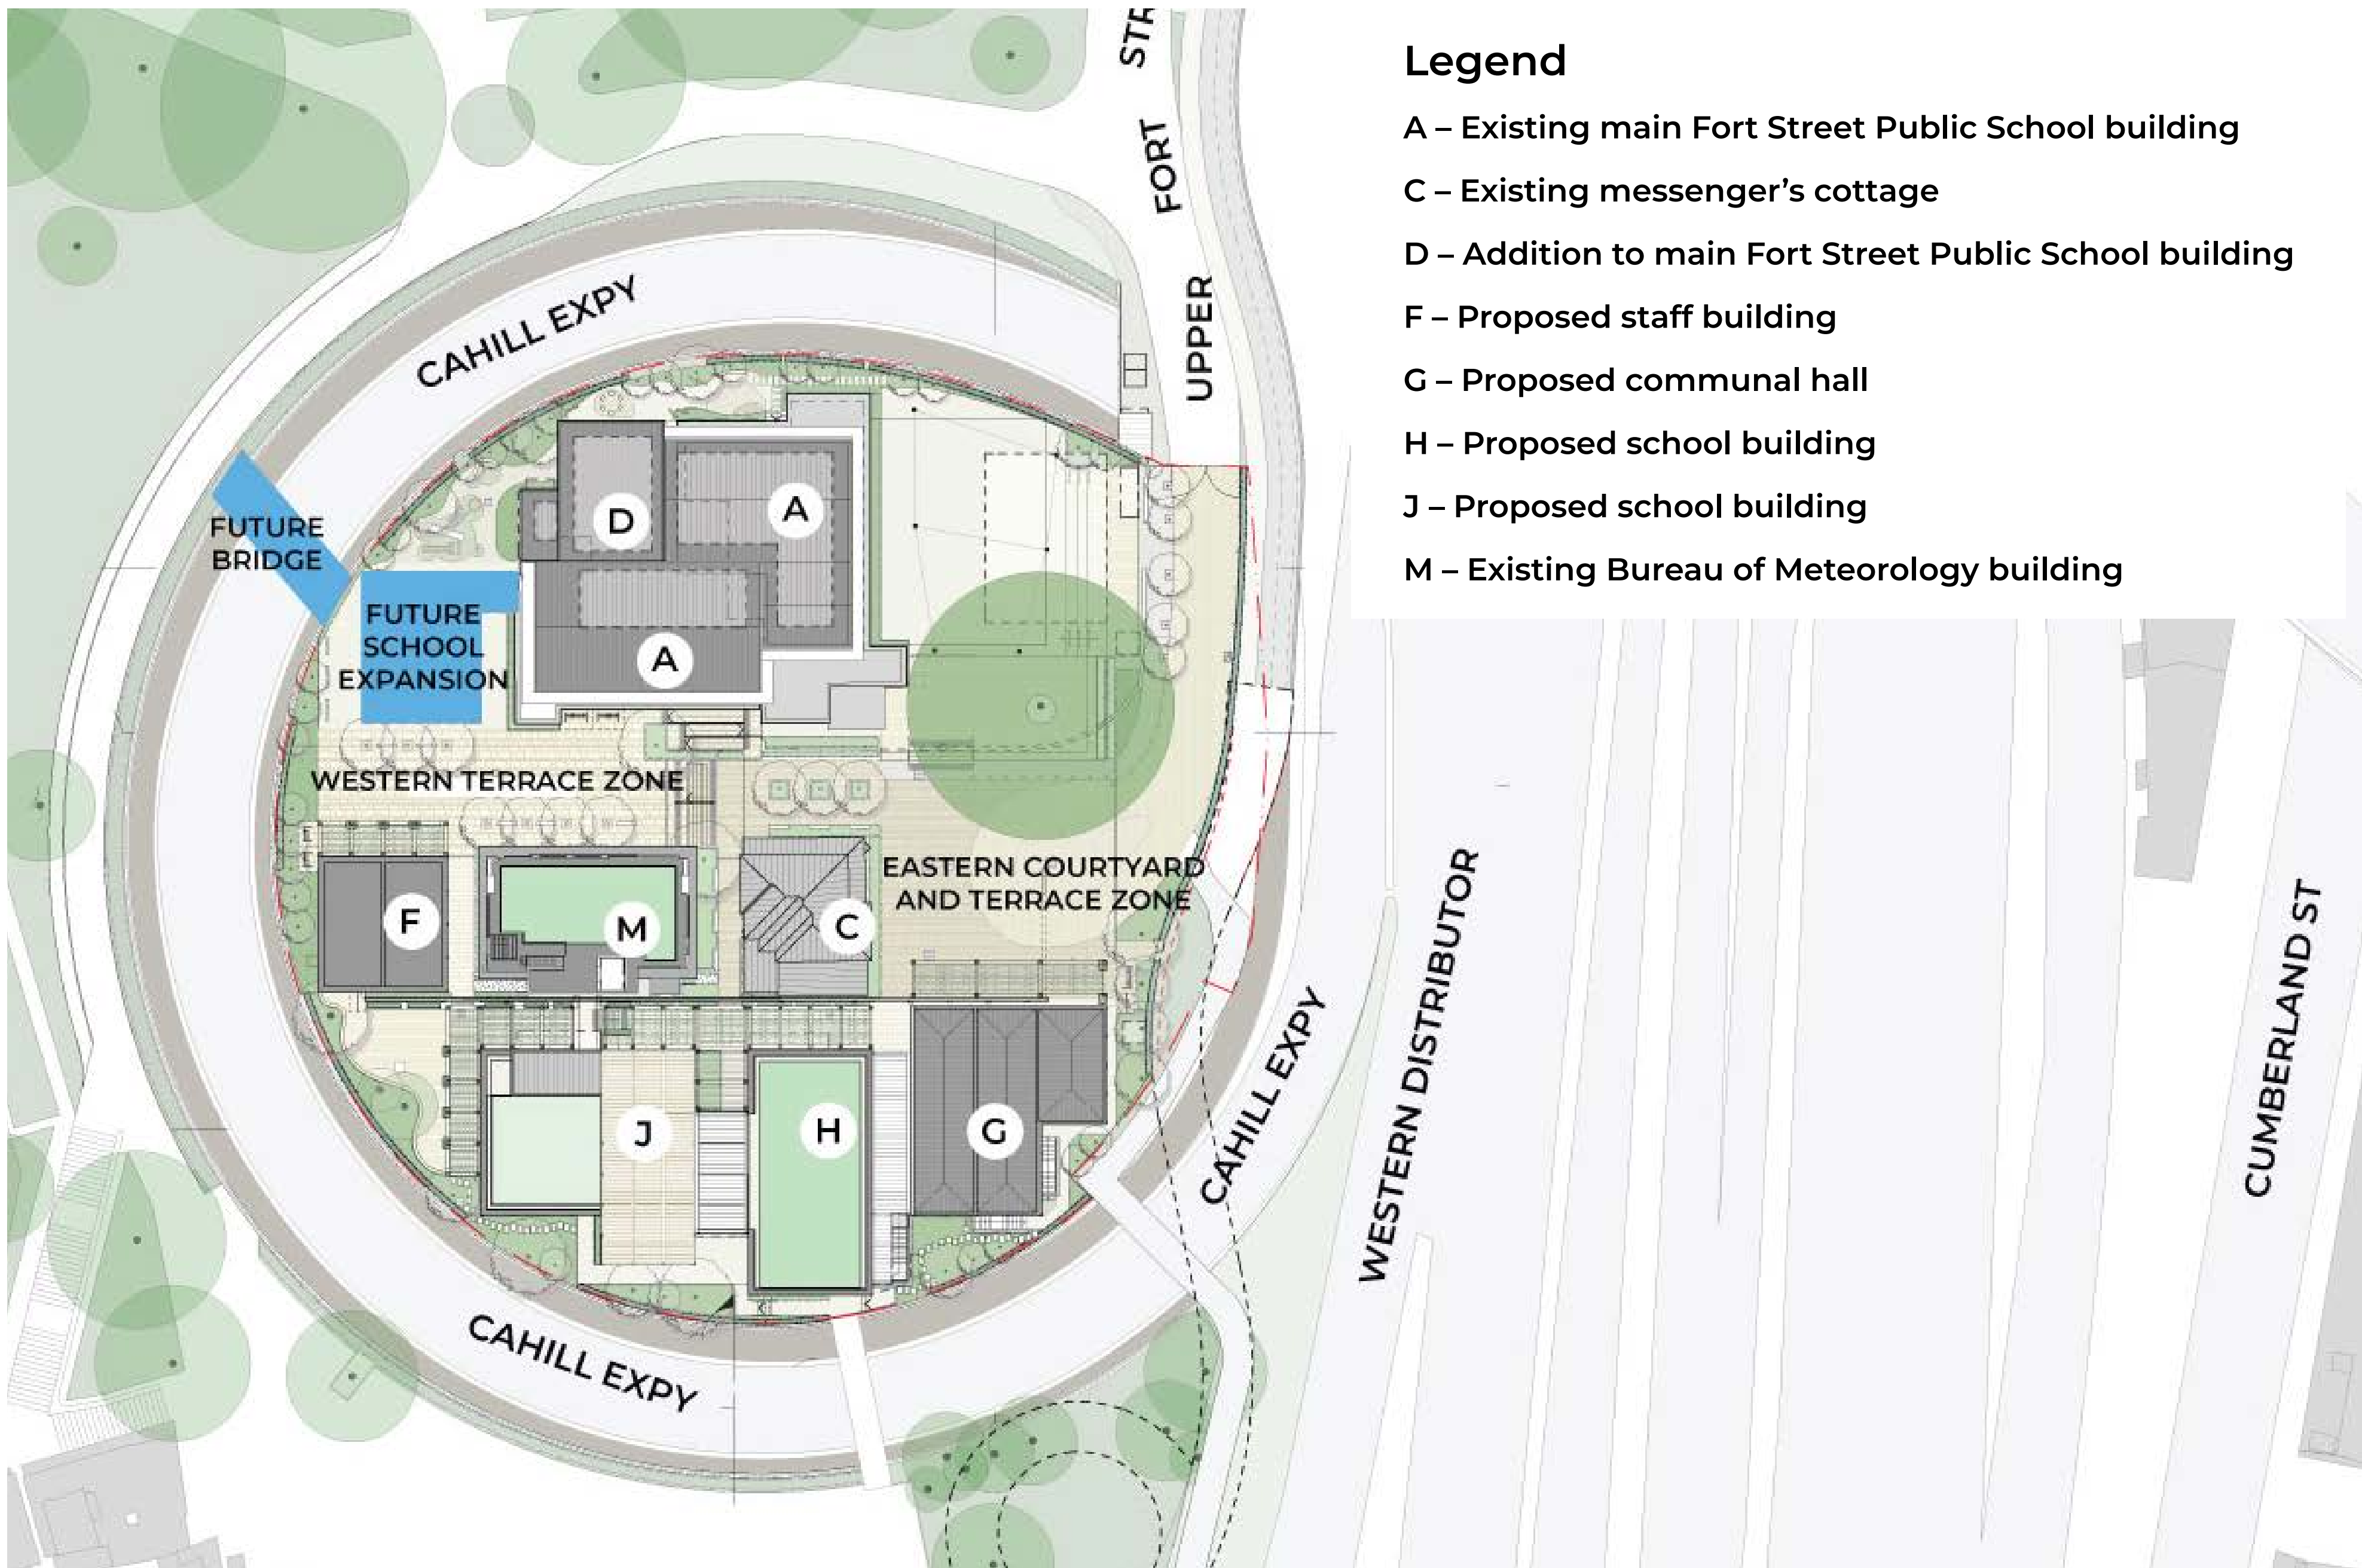 STR
FORT
UPPER
Legend
A – Existing main Fort Street Public School building
C – Existing messenger’s cottage
D – Addition to main Fort Street Public School building
F – Proposed staff building
G – Proposed communal hall
H – Proposed school building
J – Proposed school building
M – Existing Bureau of Meteorology building
CAHILL EXPY
D
A
FUTURE
BRIDGE
FUTURE
SCHOOL
EXPANSION
A
WESTERN TERRACE ZONE
EASTERN COURTYARD
AND TERRACE ZONE
F
M
C
J
H
G
CAHILL EXPY
WESTERN DISTRIBUTOR
CUMBERLAND ST
CAHILL EXPY